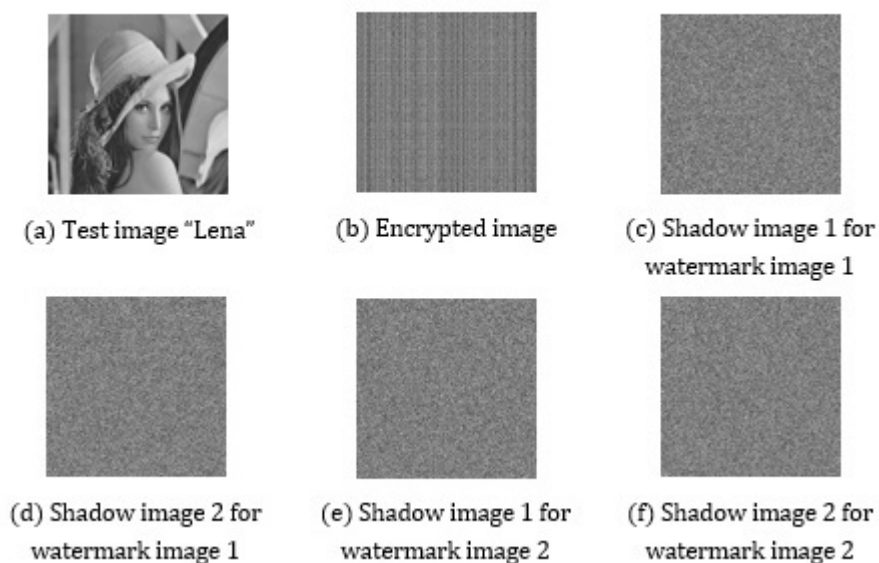 (a) Test image “Lena”
(b) Encrypted image
(c) Shadow image 1 for
watermark image 1
(d) Shadow image 2 for
watermark image 1
(e) Shadow image 1 for
watermark image 2
(f) Shadow image 2 for
watermark image 2